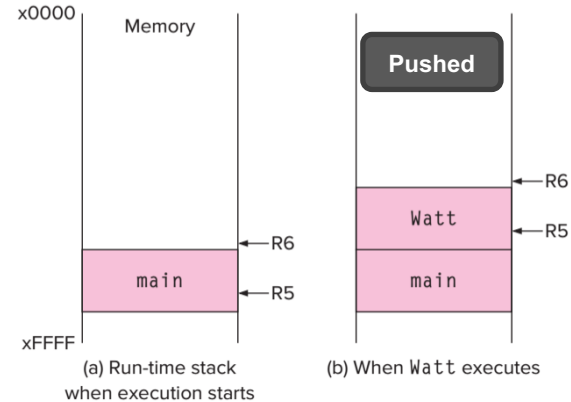 x0000
Memory
Pushed
R6
Watt
R6
R5
main
main
R5
xFFFF
(a) Run-time stack
when execution starts
(b) When Watt executes